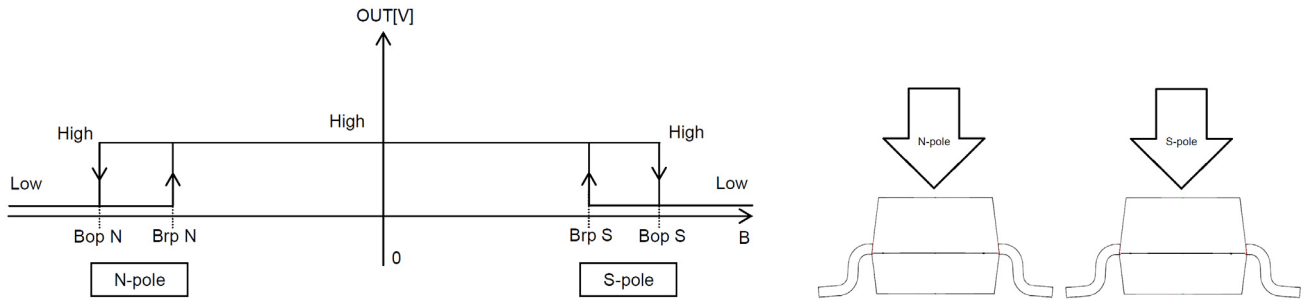 OUT[V]
High
High
High
Low
Low
Bop N
Brp N
0
Brp S
Bop S
B
N-pole
S-pole
N-pole
S-pole